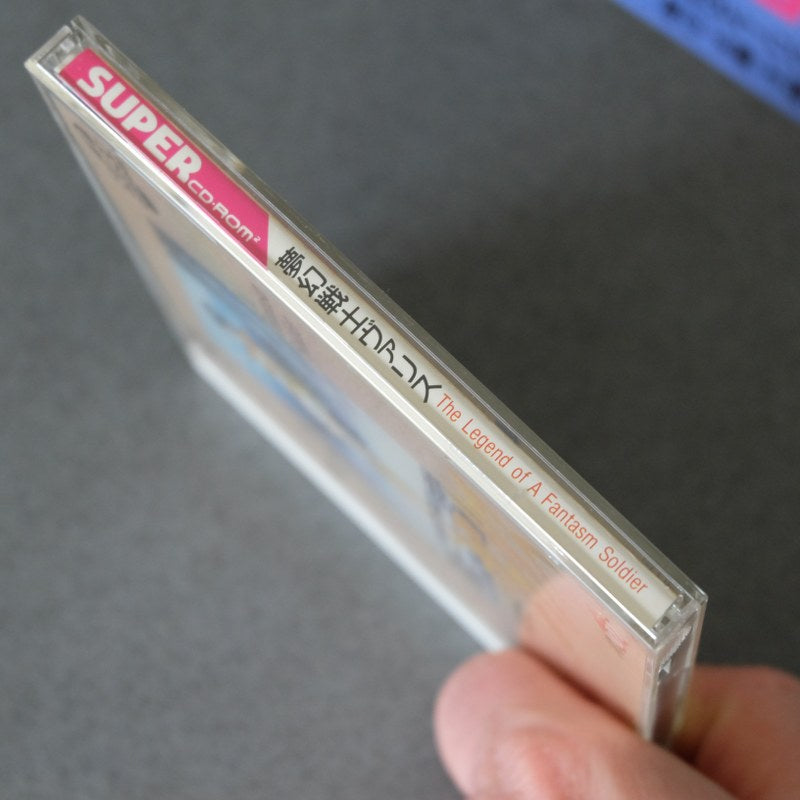 SUPER CD-ROM²
夢幻戦士ヴァリス The Legend of A Fantasm Soldier